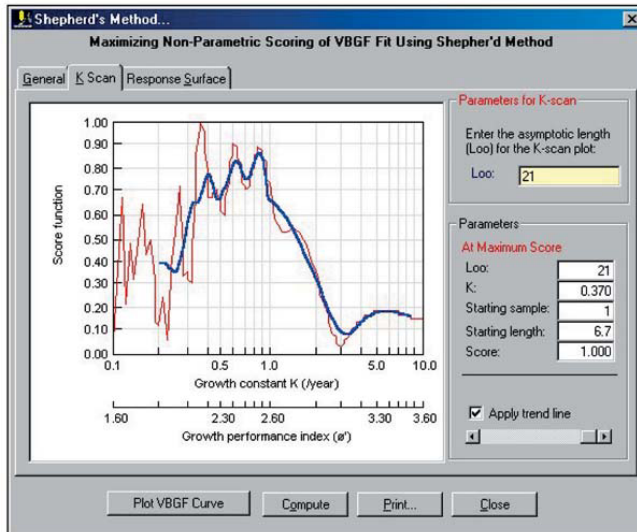 Shepherd's Method...
Maximizing Non-Parametric Scoring of VBGF Fit Using Shepher'd Method
General K Scan Response Surface
1.00
0.90
0.80
0.70
0.60
0.50
0.40
0.30
0.20
0.10
0.00
Score function
0.1 0.5 1.0 5.0 10.0
Growth constant K (/year)
1.60 2.30 2.60 3.30 3.60
Growth performance index (ø')
Parameters for K-scan
Enter the asymptotic length
(Loo) for the K-scan plot:
Loo: 21
Parameters
At Maximum Score
Loo: 21
K: 0.370
Starting sample: 1
Starting length: 6.7
Score: 1.000
Apply trend line
Plot VBGF Curve Compute Print... Close